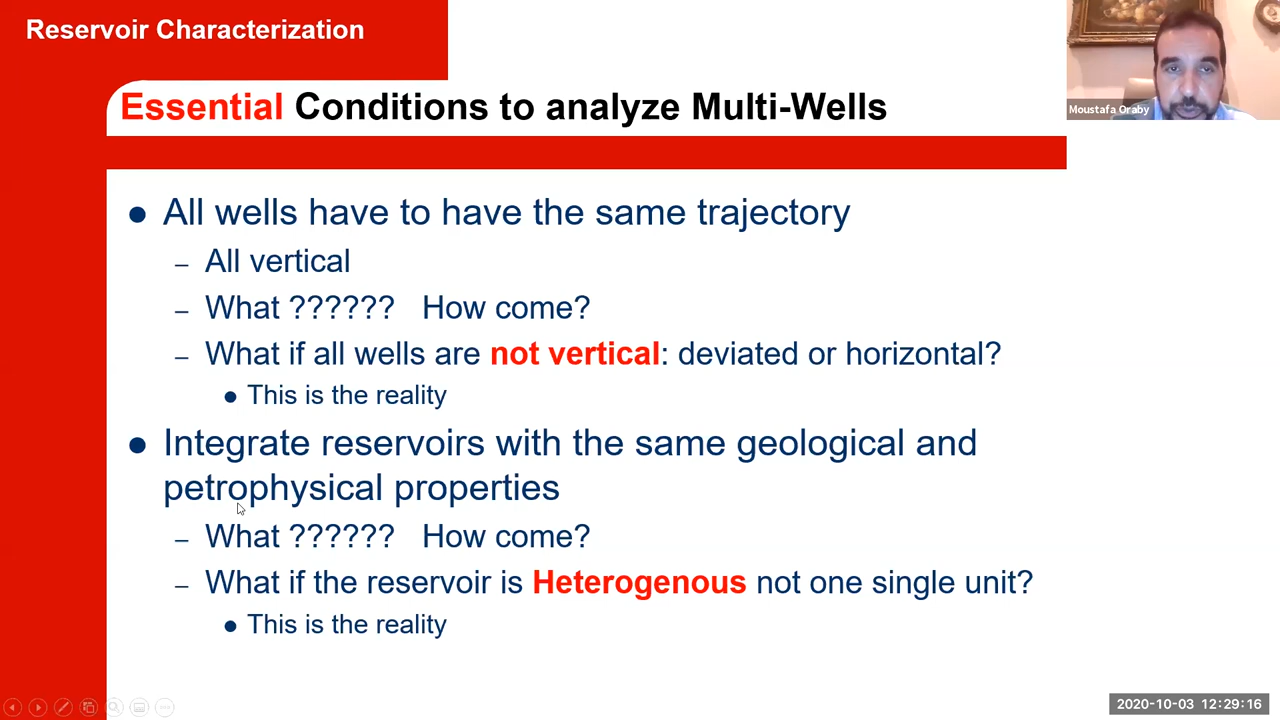 Reservoir Characterization
Moustafa Oraby
Essential Conditions to analyze Multi-Wells
● All wells have to have the same trajectory
– All vertical
– What ?????? How come?
– What if all wells are not vertical: deviated or horizontal?
● This is the reality
● Integrate reservoirs with the same geological and
petrophysical properties
– What ?????? How come?
– What if the reservoir is Heterogenous not one single unit?
● This is the reality
2020-10-03 12:29:16